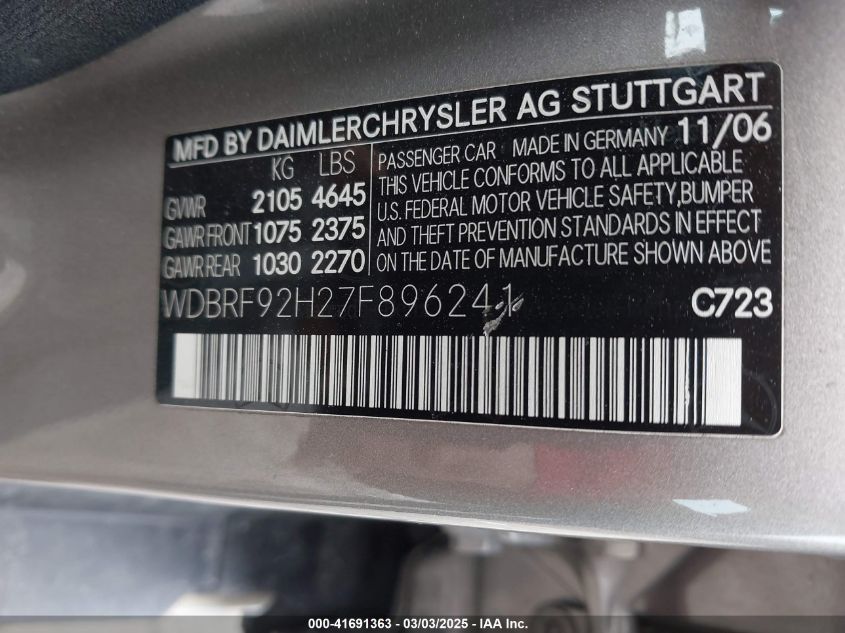 MFD BY DAIMLERCHRYSLER AG STUTTGART
KG LBS
GVWR 2105 4645
GAWR FRONT 1075 2375
GAWR REAR 1030 2270
PASSENGER CAR MADE IN GERMANY 11/06
THIS VEHICLE CONFORMS TO ALL APPLICABLE
U.S. FEDERAL MOTOR VEHICLE SAFETY,BUMPER
AND THEFT PREVENTION STANDARDS IN EFFECT
ON THE DATE OF MANUFACTURE SHOWN ABOVE
WDBRF92H27F896241 C723
000-41691363 - 03/03/2025 - IAA Inc.